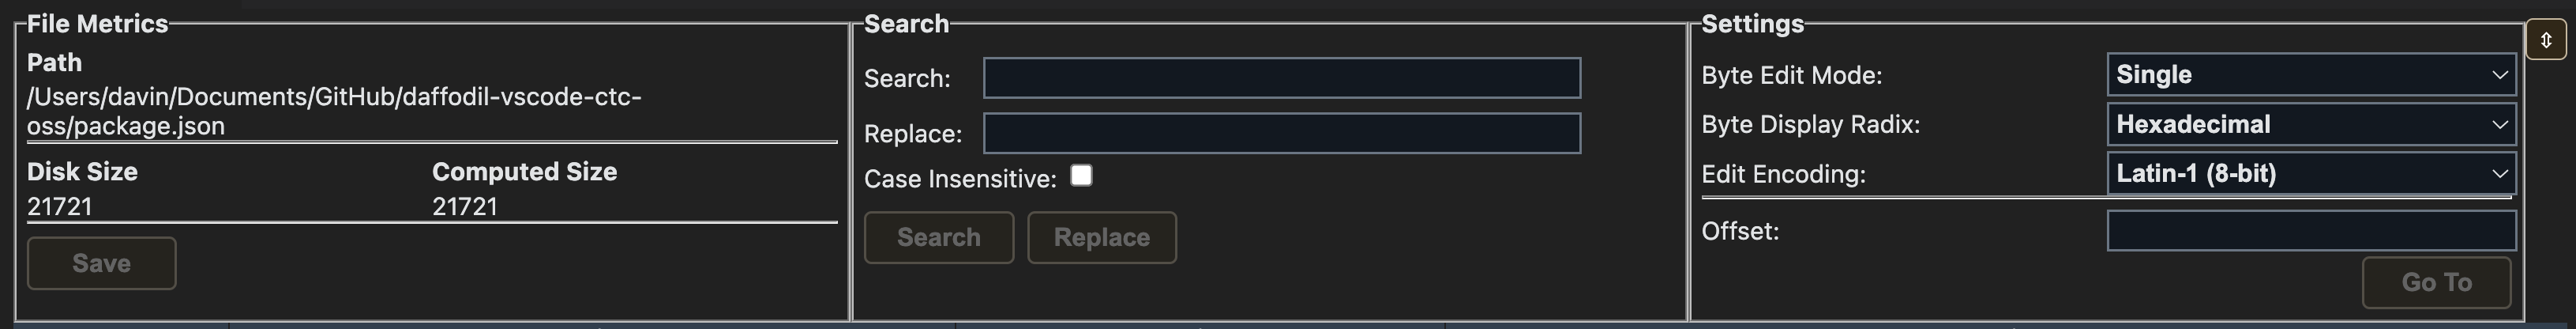 File Metrics
Path
/Users/davin/Documents/GitHub/daffodil-vscode-ctc-
oss/package.json
Disk Size Computed Size
21721 21721
Save
Search
Search:
Replace:
Case Insensitive:
Search Replace
Settings
Byte Edit Mode: Single
Byte Display Radix: Hexadecimal
Edit Encoding: Latin-1 (8-bit)
Offset:
Go To